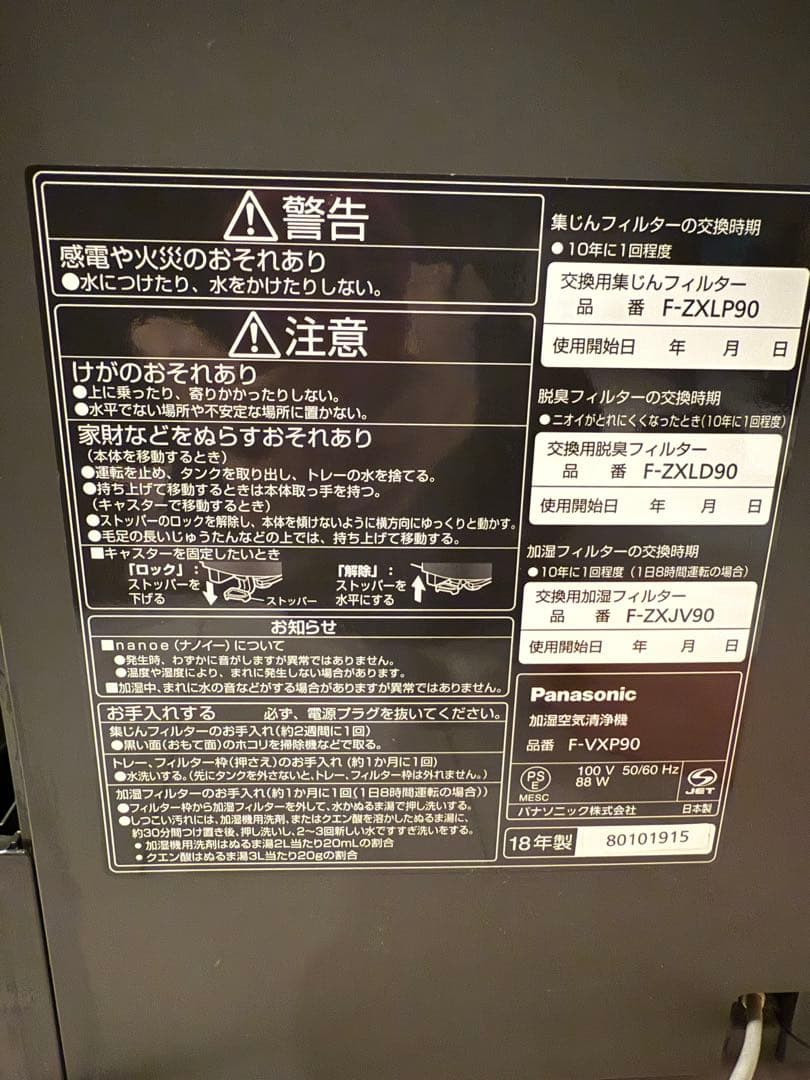 警告
感電や火災のおそれあり
●水につけたり、水をかけたりしない。
注意
けがのおそれあり
●上に乗ったり、寄りかかったりしない。
●水平でない場所や不安定な場所に置かない。
家財などをぬらすおそれあり
(本体を移動するとき)
●運転を止め、タンクを取り出し、トレーの水を捨てる。
●持ち上げて移動するときは本体取っ手を持つ。
(キャスターで移動するとき)
●ストッパーのロックを解除し、本体を傾けないように横方向にゆっくりと動かす。
●毛足の長いじゅうたんなどの上では、持ち上げて移動する。
■キャスターを固定したいとき
「ロック」:
ストッパーを
下げる
ストッパー
「解除」:
ストッパーを
水平にする
お知らせ
■nanoe(ナノイー)について
●発生時、わずかに音がしますが異常ではありません。
●温度や湿度により、まれに発生しない場合があります。
■加湿中、まれに水の音などがする場合がありますが異常ではありません。
お手入れする 必ず、電源プラグを抜いてください。
集じんフィルターのお手入れ(約2週間に1回)
●黒い面(おもて面)のホコリを掃除機などで取る。
トレー、フィルター枠(押さえ)のお手入れ (約1か月に1回)
●水洗いする。(先にタンクを外さないと、トレー、フィルター枠は外れません。)
加湿フィルターのお手入れ(約1か月に1回(1日8時間運転の場合))
●フィルター枠から加湿フィルターを外して、水かぬるま湯で押し洗いする。
●しつこい汚れには、加湿機用洗剤、またはクエン酸を溶かしたぬるま湯に、
約30分間つけ置き後、押し洗いし、2~3回新しい水ですすぎ洗いをする。
・加湿機用洗剤はぬるま湯2L当たり20mLの割合
・クエン酸はぬるま湯3L当たり20gの割合
集じんフィルターの交換時期
●10年に1回程度
交換用集じんフィルター
品 番 F-ZXLP90
使用開始日 年 月 日
脱臭フィルターの交換時期
●ニオイがとれにくくなったとき(10年に1回程度)
交換用脱臭フィルター
品 番 F-ZXLD90
使用開始日 年 月 日
加湿フィルターの交換時期
●10年に1回程度(1日8時間運転の場合)
交換用加湿フィルター
品 番 F-ZXJV90
使用開始日 年 月 日
Panasonic
加湿空気清浄機
品番 F-VXP90
PS
E
MESC
100 V 50/60 Hz
88 W
JET
パナソニック株式会社 日本製
18年製 80101915